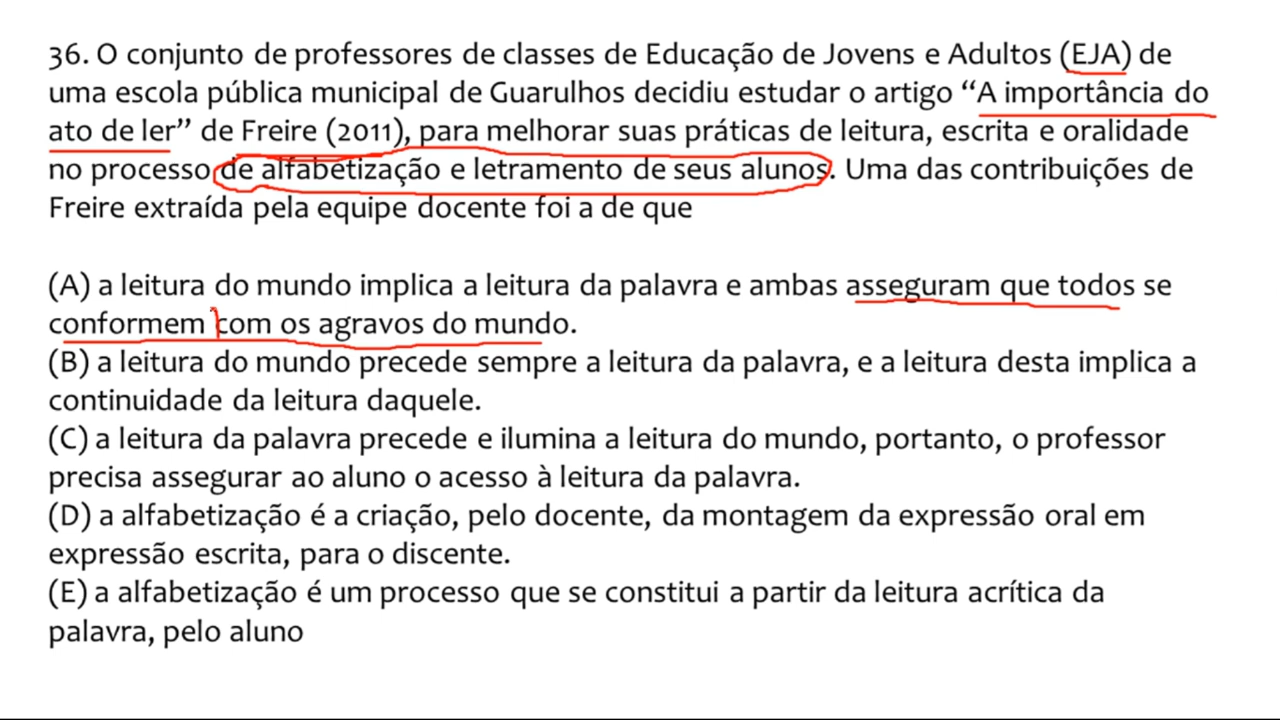 36. O conjunto de professores de classes de Educação de Jovens e Adultos (EJA) de
uma escola pública municipal de Guarulhos decidiu estudar o artigo “A importância do
ato de ler” de Freire (2011), para melhorar suas práticas de leitura, escrita e oralidade
no processo de alfabetização e letramento de seus alunos. Uma das contribuições de
Freire extraída pela equipe docente foi a de que
(A) a leitura do mundo implica a leitura da palavra e ambas asseguram que todos se
conformem com os agravos do mundo.
(B) a leitura do mundo precede sempre a leitura da palavra, e a leitura desta implica a
continuidade da leitura daquele.
(C) a leitura da palavra precede e ilumina a leitura do mundo, portanto, o professor
precisa assegurar ao aluno o acesso à leitura da palavra.
(D) a alfabetização é a criação, pelo docente, da montagem da expressão oral em
expressão escrita, para o discente.
(E) a alfabetização é um processo que se constitui a partir da leitura acrítica da
palavra, pelo aluno